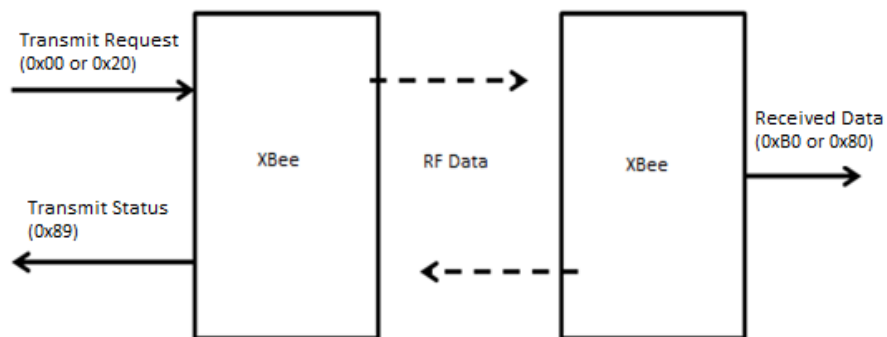 Transmit Request
(0x00 or 0x20)
XBee
RF Data
XBee
Received Data
(0xB0 or 0x80)
Transmit Status
(0x89)